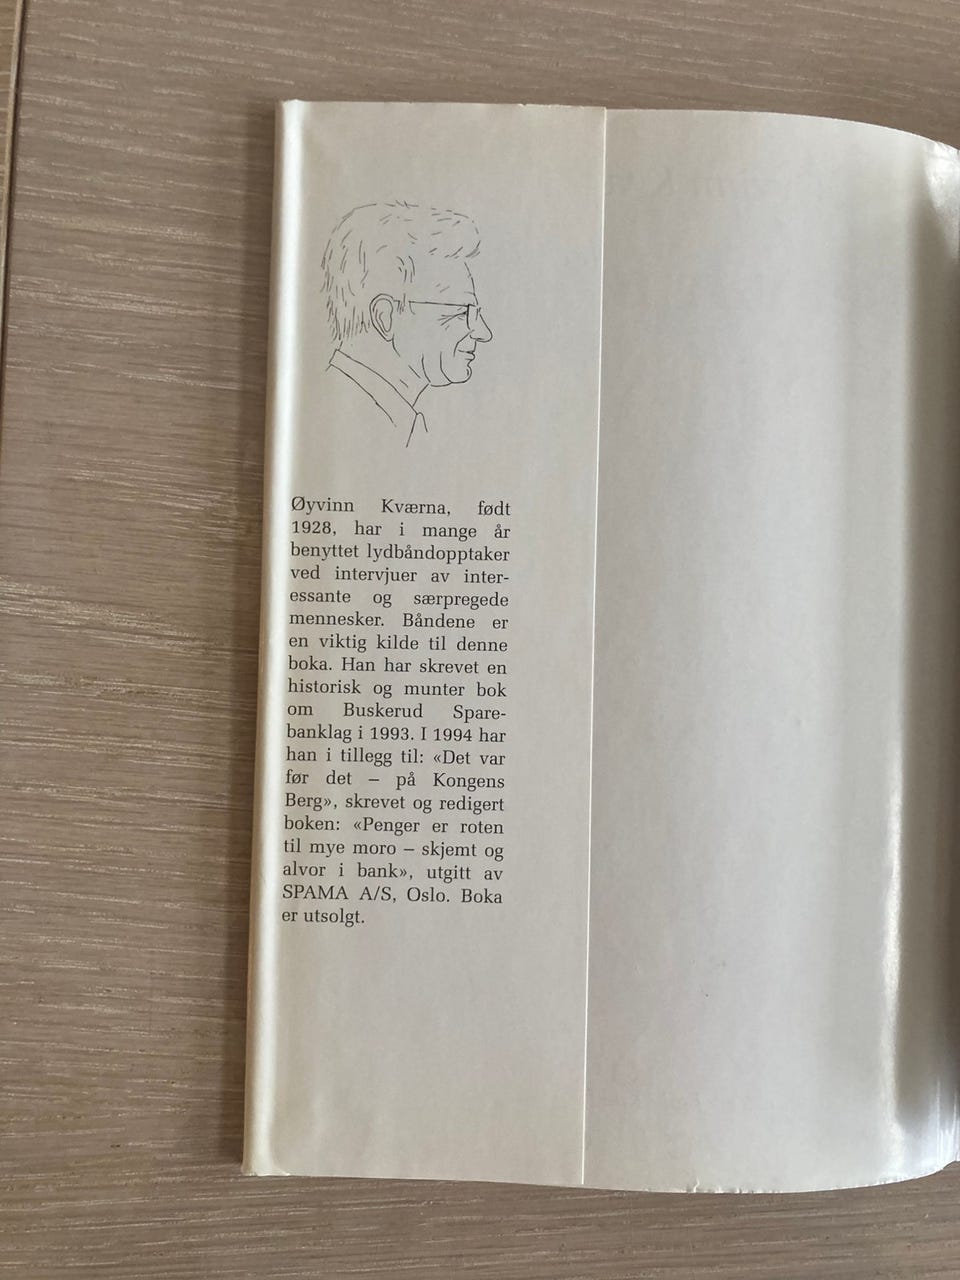 Øyvinn Kværna, født
1928, har i mange år
benyttet lydbåndopptaker
ved intervjuer av inter-
essante og særpregede
mennesker. Båndene er
en viktig kilde til denne
boka. Han har skrevet en
historisk og munter bok
om Buskerud Spare-
banklag i 1993. I 1994 har
han i tillegg til: «Det var
før det – på Kongens
Berg», skrevet og redigert
boken: «Penger er roten
til mye moro – skjemt og
alvor i bank», utgitt av
SPAMA A/S, Oslo. Boka
er utsolgt.